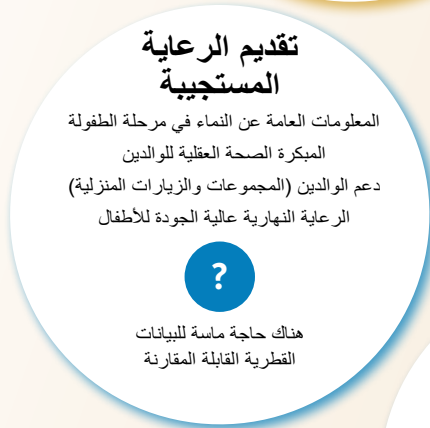 تقديم الرعاية
المستجيبة
المعلومات العامة عن النماء في مرحلة الطفولة
المبكرة الصحة العقلية للوالدين
دعم الوالدين (المجموعات والزيارات المنزلية)
الرعاية النهارية عالية الجودة للأطفال
?
هناك حاجة ماسة للبيانات
القطرية القابلة المقارنة